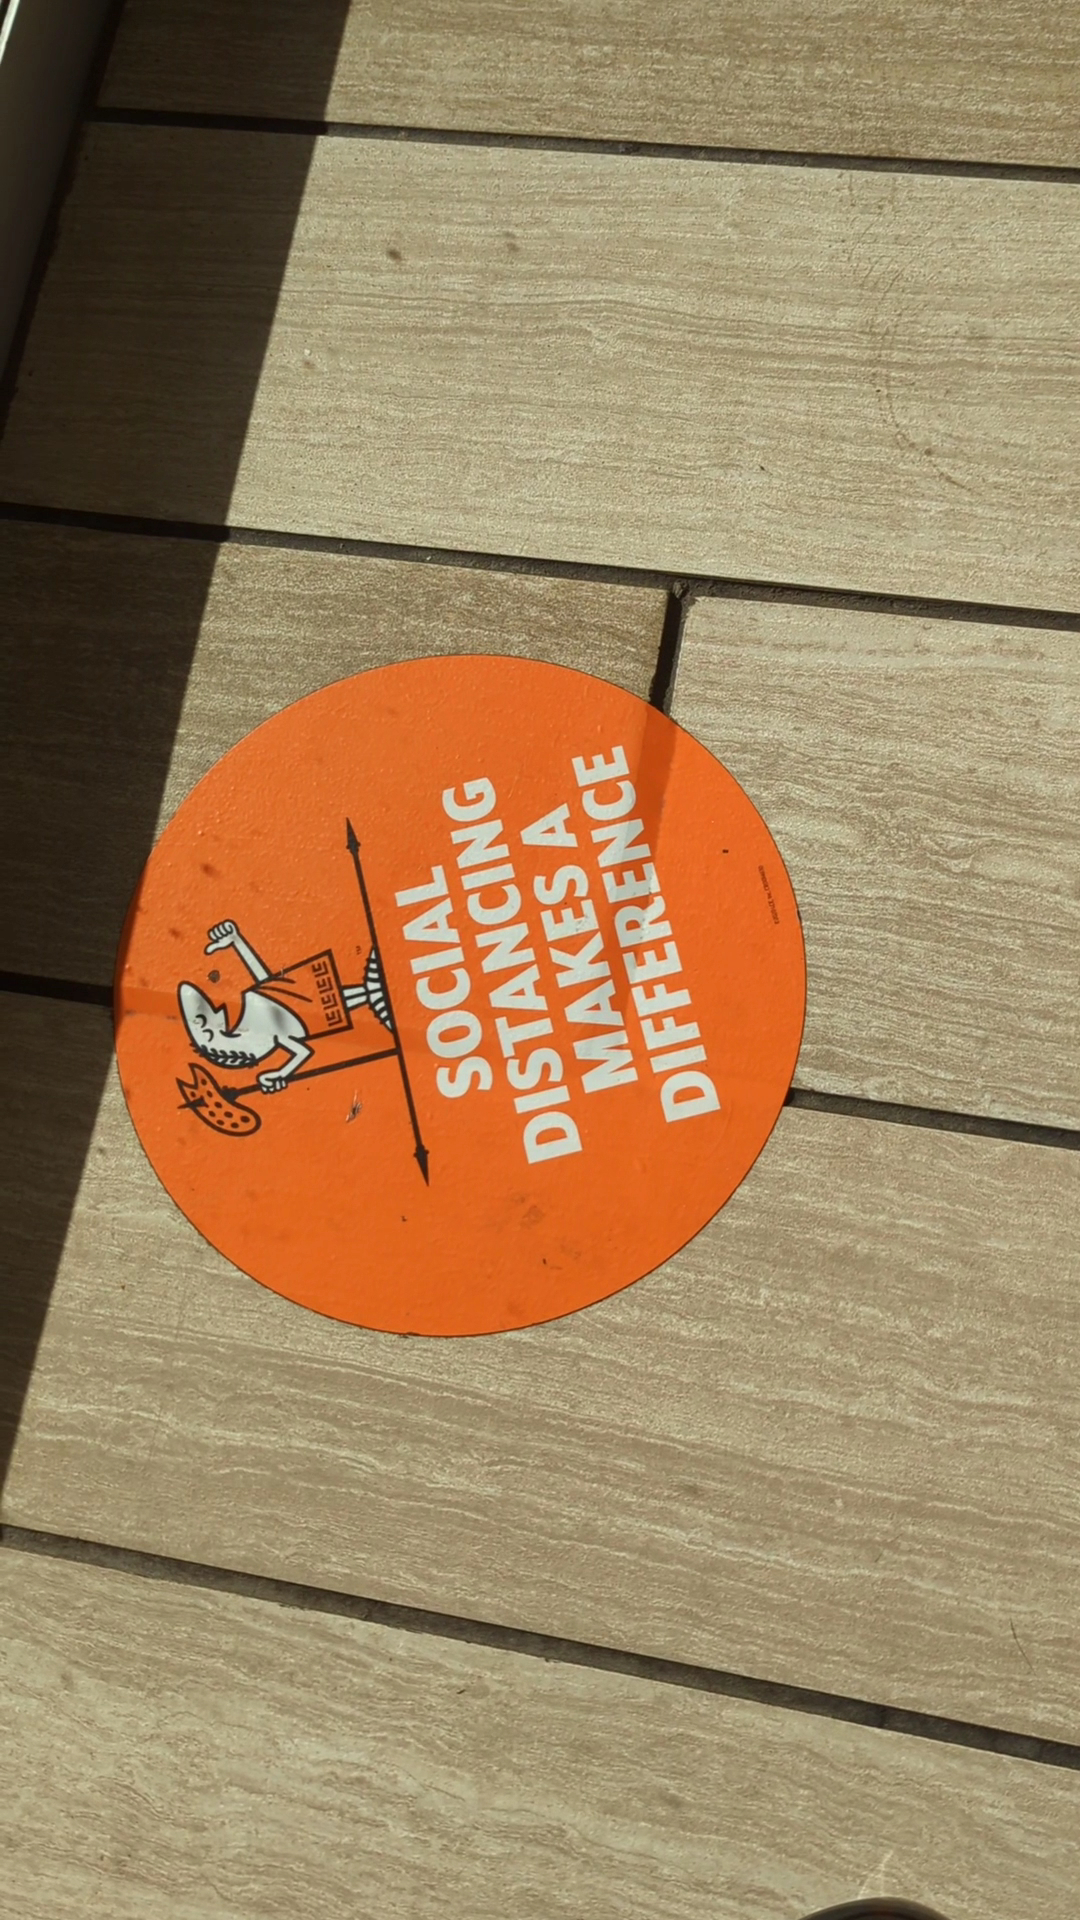 SOCIAL
DISTANCING
MAKES A
DIFFERENCE